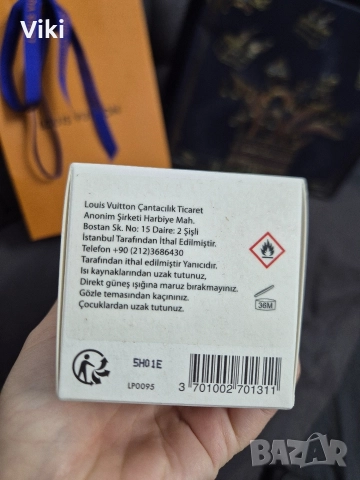 Viki
LOUIS VUITTON
Louis Vuitton Çantacılık Ticaret
Anonim Şirketi Harbiye Mah.
Bostan Sk. No: 15 Daire: 2 Şişli
İstanbul Tarafından İthal Edilmiştir.
Telefon +90 (212)3686430
Tarafından ithal edilmiştir Yanıcıdır.
Isı kaynaklarından uzak tutunuz,
Direkt güneş ışığına maruz bırakmayınız.
Gözle temasından kaçınınız.
Çocuklardan uzak tutunuz.
36M
5H01E
LP0095
3 701002 701311
BAZAR